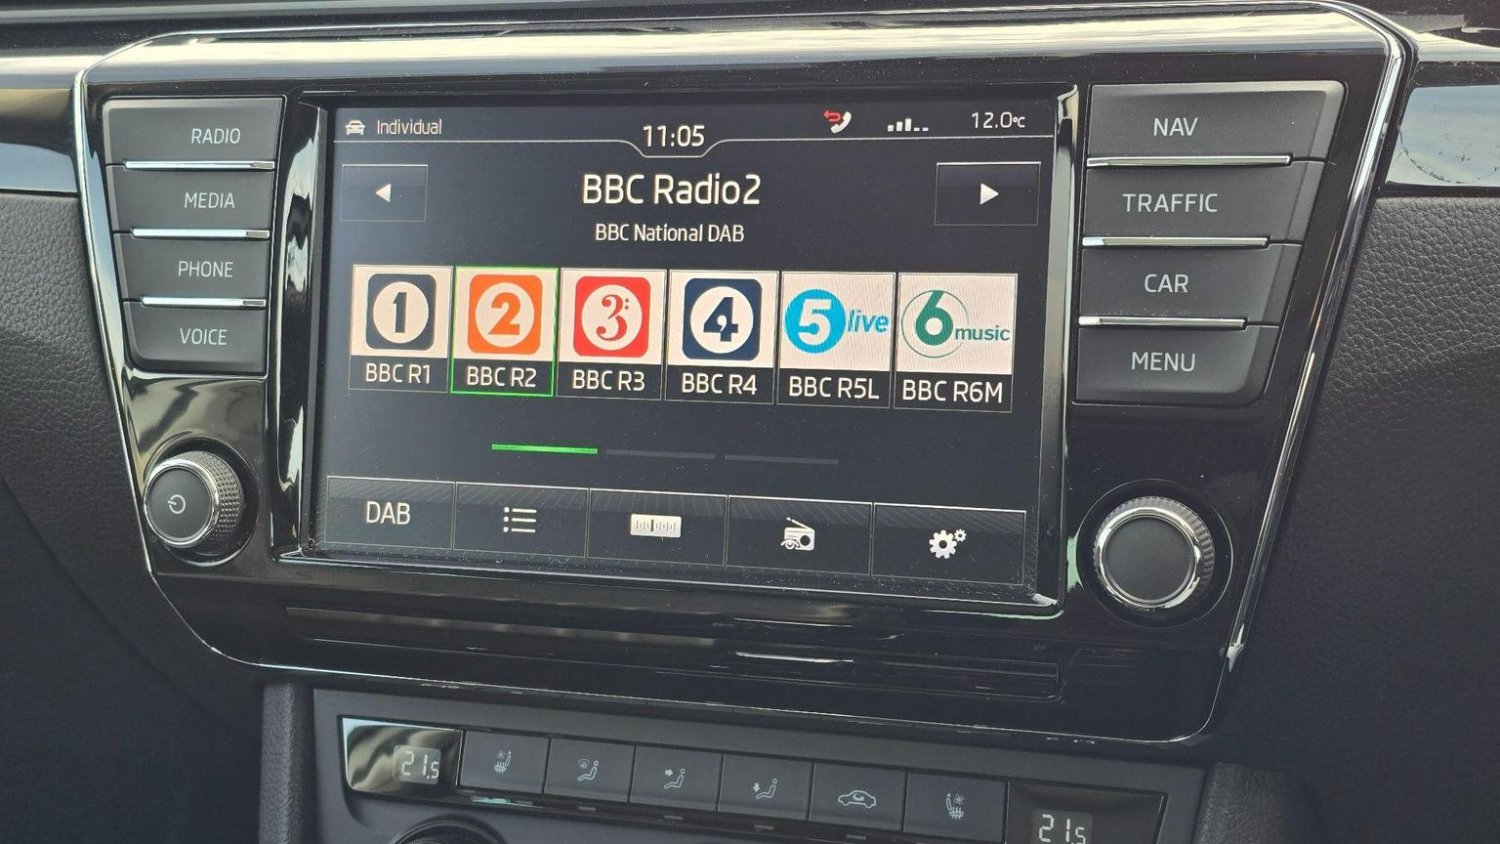 RADIO
MEDIA
PHONE
VOICE
Individual
11:05
12.0°C
BBC Radio2
BBC National DAB
1
2
3
4
5 live
6 music
BBC R1
BBC R2
BBC R3
BBC R4
BBC R5L
BBC R6M
DAB
NAV
TRAFFIC
CAR
MENU
21.5
21.5